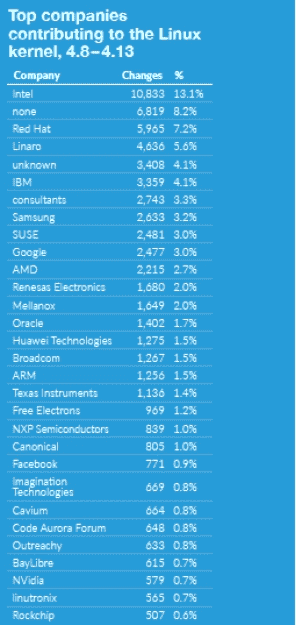 Top companies
contributing to the Linux
kernel, 4.8–4.13
Company Changes %
Intel 10,833 13.1%
none 6,819 8.2%
Red Hat 5,965 7.2%
Linaro 4,636 5.6%
unknown 3,408 4.1%
IBM 3,359 4.1%
consultants 2,743 3.3%
Samsung 2,633 3.2%
SUSE 2,481 3.0%
Google 2,477 3.0%
AMD 2,215 2.7%
Renesas Electronics 1,680 2.0%
Mellanox 1,649 2.0%
Oracle 1,402 1.7%
Huawei Technologies 1,275 1.5%
Broadcom 1,267 1.5%
ARM 1,256 1.5%
Texas Instruments 1,136 1.4%
Free Electrons 969 1.2%
NXP Semiconductors 839 1.0%
Canonical 805 1.0%
Facebook 771 0.9%
Imagination
Technologies 669 0.8%
Cavium 664 0.8%
Code Aurora Forum 648 0.8%
Outreachy 633 0.8%
BayLibre 615 0.7%
NVidia 579 0.7%
linutronix 565 0.7%
Rockchip 507 0.6%